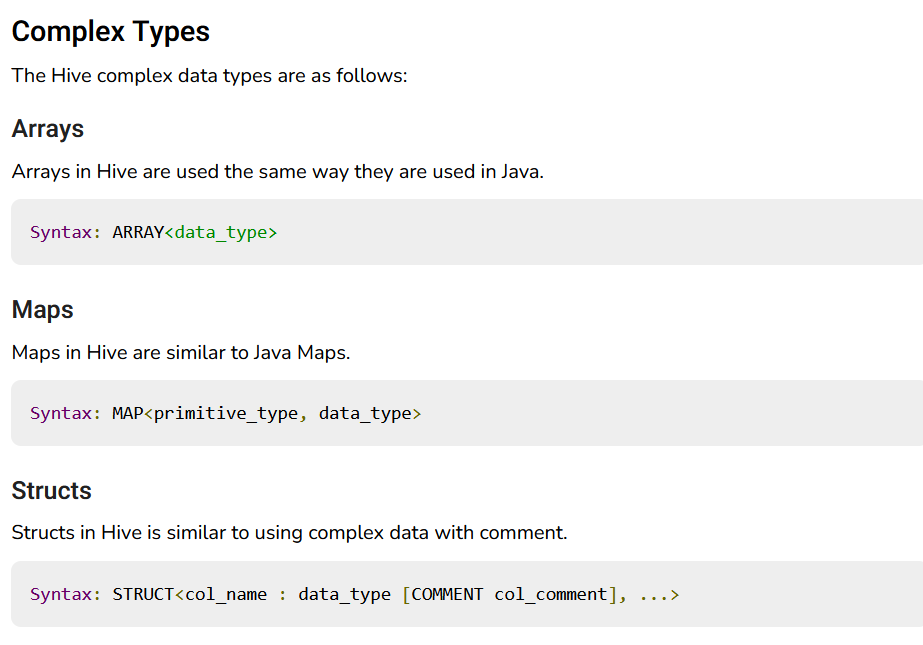 Complex Types
The Hive complex data types are as follows:
Arrays
Arrays in Hive are used the same way they are used in Java.
Syntax: ARRAY<data_type>
Maps
Maps in Hive are similar to Java Maps.
Syntax: MAP<primitive_type, data_type>
Structs
Structs in Hive is similar to using complex data with comment.
Syntax: STRUCT<col_name : data_type [COMMENT col_comment], ...>